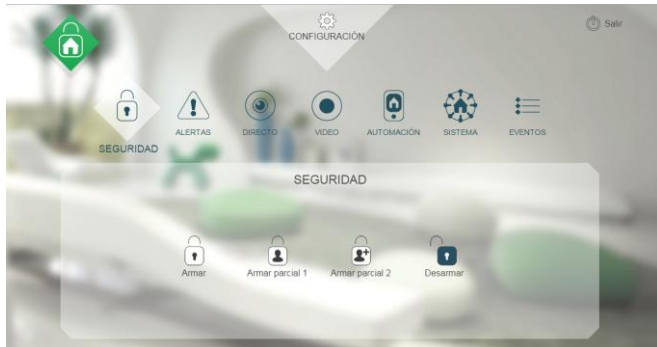 CONFIGURACIÓN
Salir
ALERTAS
DIRECTO
VIDEO
AUTOMACIÓN
SISTEMA
EVENTOS
SEGURIDAD
SEGURIDAD
Armar
Armar parcial 1
Armar parcial 2
Desarmar